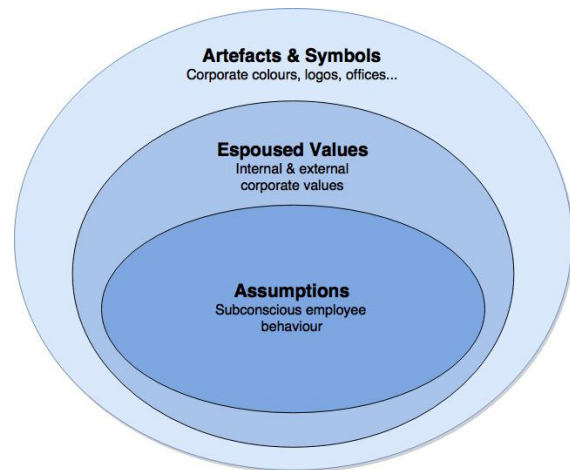 Artefacts & Symbols
Corporate colours, logos, offices...
Espoused Values
Internal & external
corporate values
Assumptions
Subconscious employee
behaviour